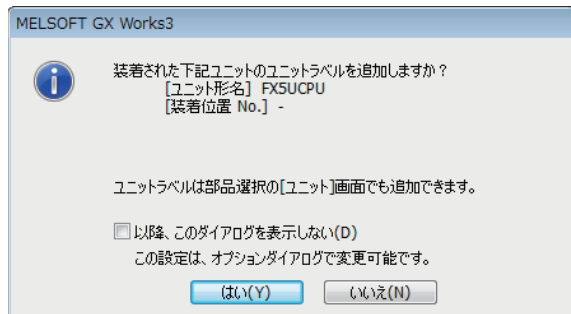 MELSOFT GX Works3
装着された下記ユニットのユニットラベルを追加しますか？
[ユニット形名] FX5UCPU
[装着位置 No.] -
ユニットラベルは部品選択の[ユニット]画面でも追加できます。
以降、このダイアログを表示しない(D)
この設定は、オプションダイアログで変更可能です。
はい(Y) いいえ(N)